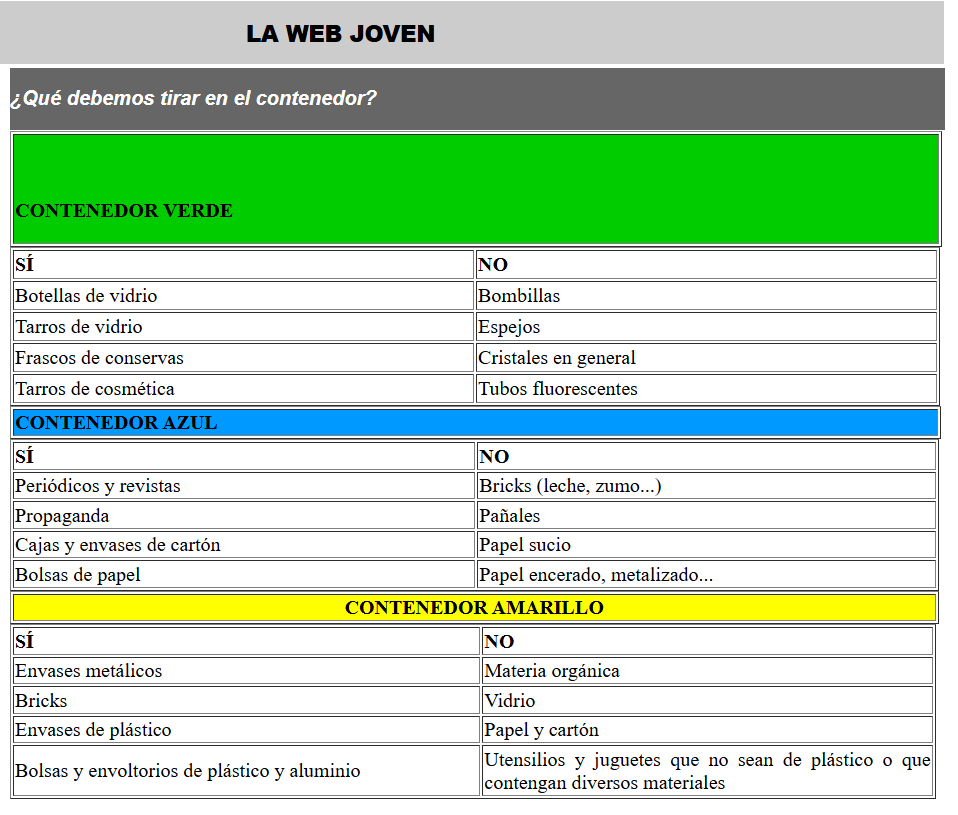 LA WEB JOVEN
¿Qué debemos tirar en el contenedor?
CONTENEDOR VERDE
SÍ NO
Botellas de vidrio Bombillas
Tarros de vidrio Espejos
Frascos de conservas Cristales en general
Tarros de cosmética Tubos fluorescentes
CONTENEDOR AZUL
SÍ NO
Periódicos y revistas Bricks (leche, zumo...)
Propaganda Pañales
Cajas y envases de cartón Papel sucio
Bolsas de papel Papel encerado, metalizado...
CONTENEDOR AMARILLO
SÍ NO
Envases metálicos Materia orgánica
Bricks Vidrio
Envases de plástico Papel y cartón
Bolsas y envoltorios de plástico y aluminio Utensilios y juguetes que no sean de plástico o que
contengan diversos materiales